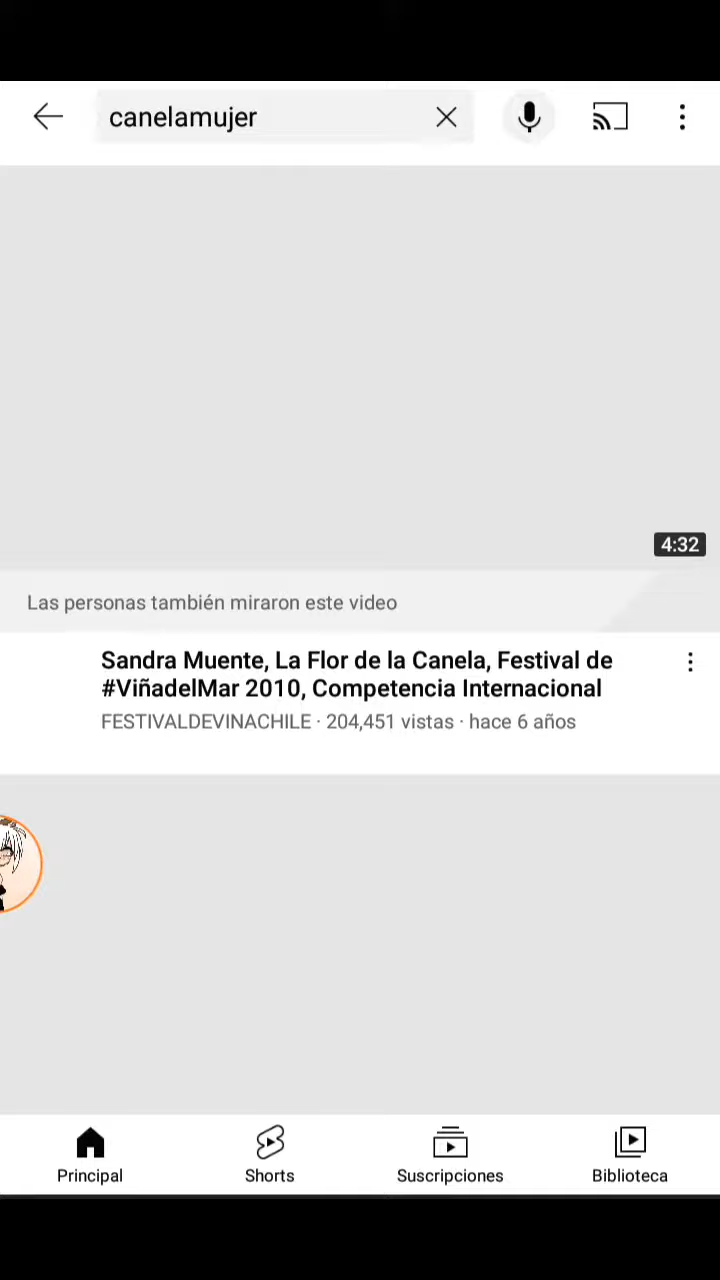 canelamujer
4:32
Las personas también miraron este video
Sandra Muente, La Flor de la Canela, Festival de
#ViñadelMar 2010, Competencia Internacional
FESTIVALDEVINACHILE · 204,451 vistas · hace 6 años
Principal
Shorts
Suscripciones
Biblioteca